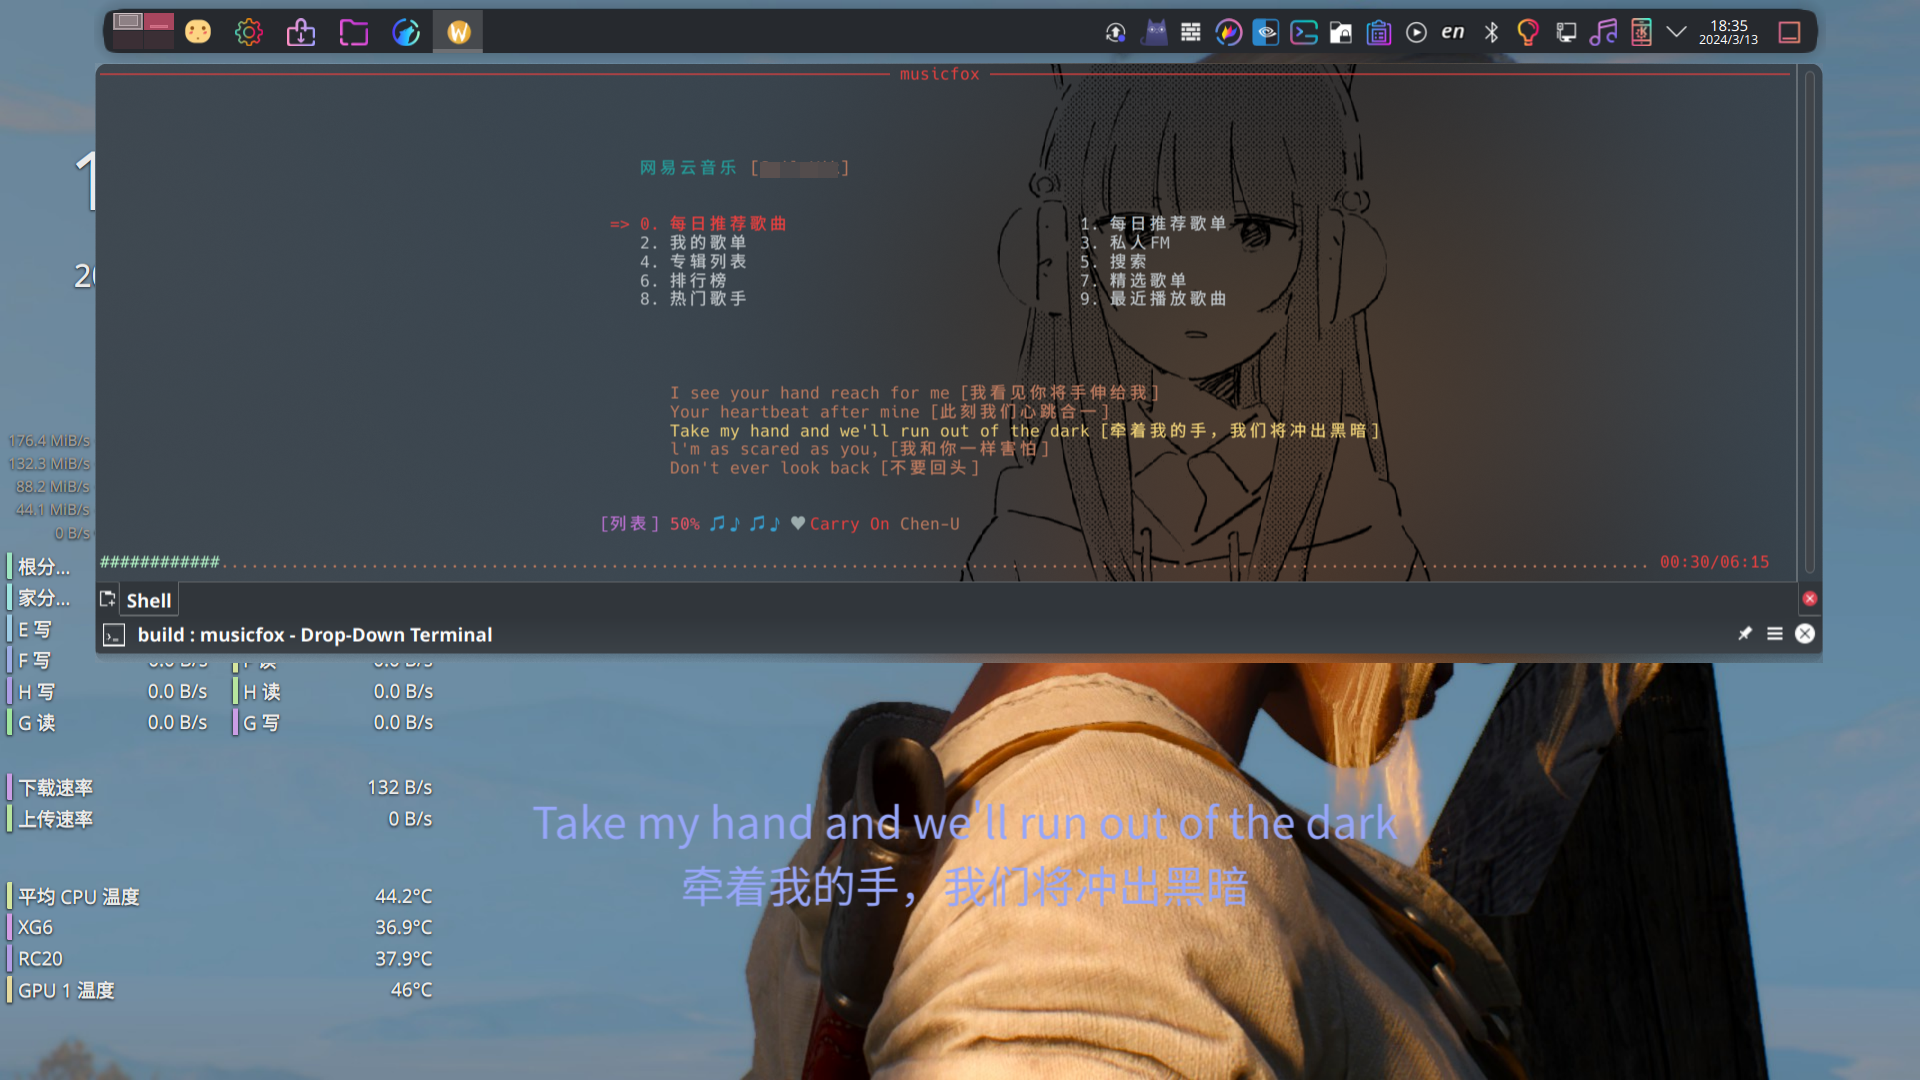 en
18:35
2024/3/13
musicfox
网易云音乐 [ ]
=> 0. 每日推荐歌曲
1. 每日推荐歌单
2. 我的歌单
3. 私人FM
4. 专辑列表
5. 搜索
6. 排行榜
7. 精选歌单
8. 热门歌手
9. 最近播放歌曲
I see your hand reach for me [我看见你将手伸给我]
Your heartbeat after mine [此刻我们心跳合一]
Take my hand and we'll run out of the dark [牵着我的手，我们将冲出黑暗]
l'm as scared as you, [我和你一样害怕]
Don't ever look back [不要回头]
[列表] 50% ♫♪ ♫♪ ♥ Carry On Chen-U
############
00:30/06:15
Shell
build : musicfox - Drop-Down Terminal
176.4 MiB/s
132.3 MiB/s
88.2 MiB/s
44.1 MiB/s
0 B/s
根分...
家分...
E 写
F 写
H 写 0.0 B/s H 读 0.0 B/s
G 读 0.0 B/s G 写 0.0 B/s
下载速率 132 B/s
上传速率 0 B/s
平均 CPU 温度 44.2°C
XG6 36.9°C
RC20 37.9°C
GPU 1 温度 46°C
Take my hand and we'll run out of the dark
牵着我的手，我们将冲出黑暗